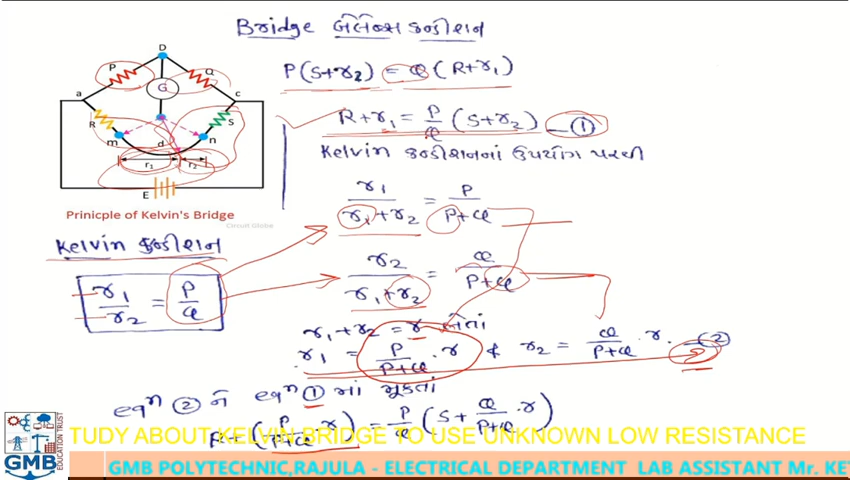 Bridge બેલેન્સ કન્ડીશન
P(S+r₂) = Q(R+r₁)
R+r₁ = P/Q (S+r₂) — ①
Kelvin કન્ડીશનનાં ઉપયોગ પરથી
r₁/(r₁+r₂) = P/(P+Q)
D
P
Q
G
a
c
R
S
m
n
d
r₁
r₂
E
Prinicple of Kelvin's Bridge
Circuit Globe
Kelvin કન્ડીશન
r₁/r₂ = P/Q
r₂/(r₁+r₂) = Q/(P+Q)
r₁+r₂ = r લેતાં
r₁ = P/(P+Q) · r & r₂ = Q/(P+Q) · r — ②
②
eqⁿ ② ને eqⁿ ① માં મૂકતાં
R + (P/(P+Q) · r) = P/Q (S + Q/(P+Q) · r)
TUDY ABOUT KELVIN BRIDGE TO USE UNKNOWN LOW RESISTANCE
GMB
EDUCATION TRUST
GMB POLYTECHNIC,RAJULA - ELECTRICAL DEPARTMENT LAB ASSISTANT Mr. KE